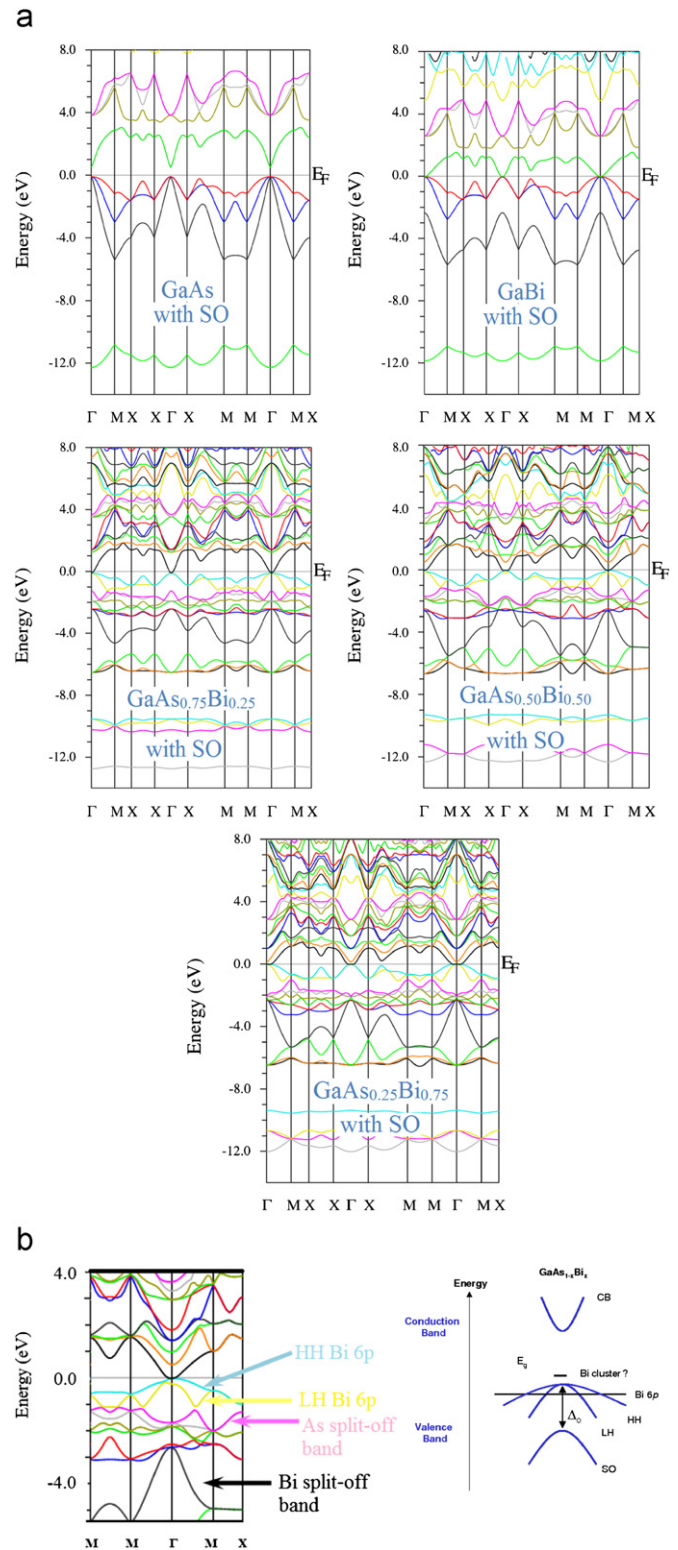 a
8.0
4.0
0.0
-4.0
-8.0
-12.0
Energy (eV)
E_F
GaAs
with SO
Γ M X X Γ X M M Γ M X
8.0
4.0
0.0
-4.0
-8.0
-12.0
Energy (eV)
E_F
GaBi
with SO
Γ M X X Γ X M M Γ M X
8.0
4.0
0.0
-4.0
-8.0
-12.0
Energy (eV)
E_F
GaAs0.75Bi0.25
with SO
Γ M X X Γ X M M Γ M X
8.0
4.0
0.0
-4.0
-8.0
-12.0
Energy (eV)
E_F
GaAs0.50Bi0.50
with SO
Γ M X X Γ X M M Γ M X
8.0
4.0
0.0
-4.0
-8.0
-12.0
Energy (eV)
E_F
GaAs0.25Bi0.75
with SO
Γ M X X Γ X M M Γ M X
b
4.0
0.0
-4.0
Energy (eV)
HH Bi 6p
LH Bi 6p
As split-off
band
Bi split-off
band
M M Γ M X
Energy
GaAs1-xBix
CB
Conduction
Band
Eg
Bi cluster ?
Bi 6p
HH
Δo
LH
Valence
Band
SO